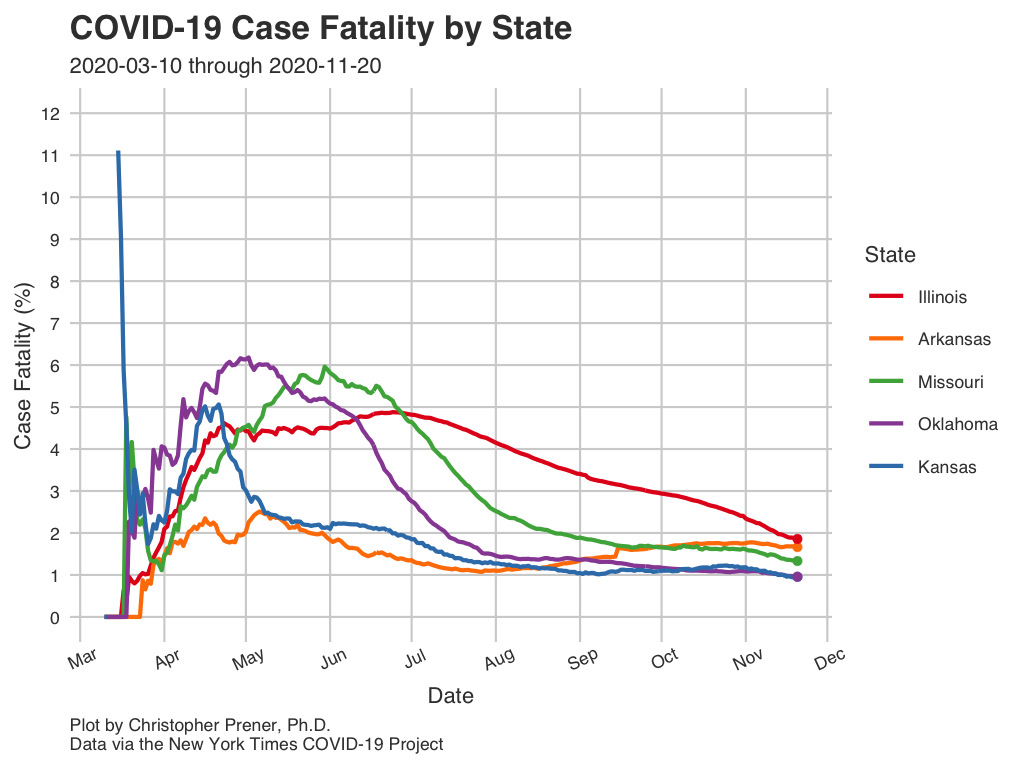 COVID-19 Case Fatality by State
2020-03-10 through 2020-11-20
12
11
10
9
8
7
6
5
4
3
2
1
0
Case Fatality (%)
Mar Apr May Jun Jul Aug Sep Oct Nov Dec
Date
State
Illinois
Arkansas
Missouri
Oklahoma
Kansas
Plot by Christopher Prener, Ph.D.
Data via the New York Times COVID-19 Project